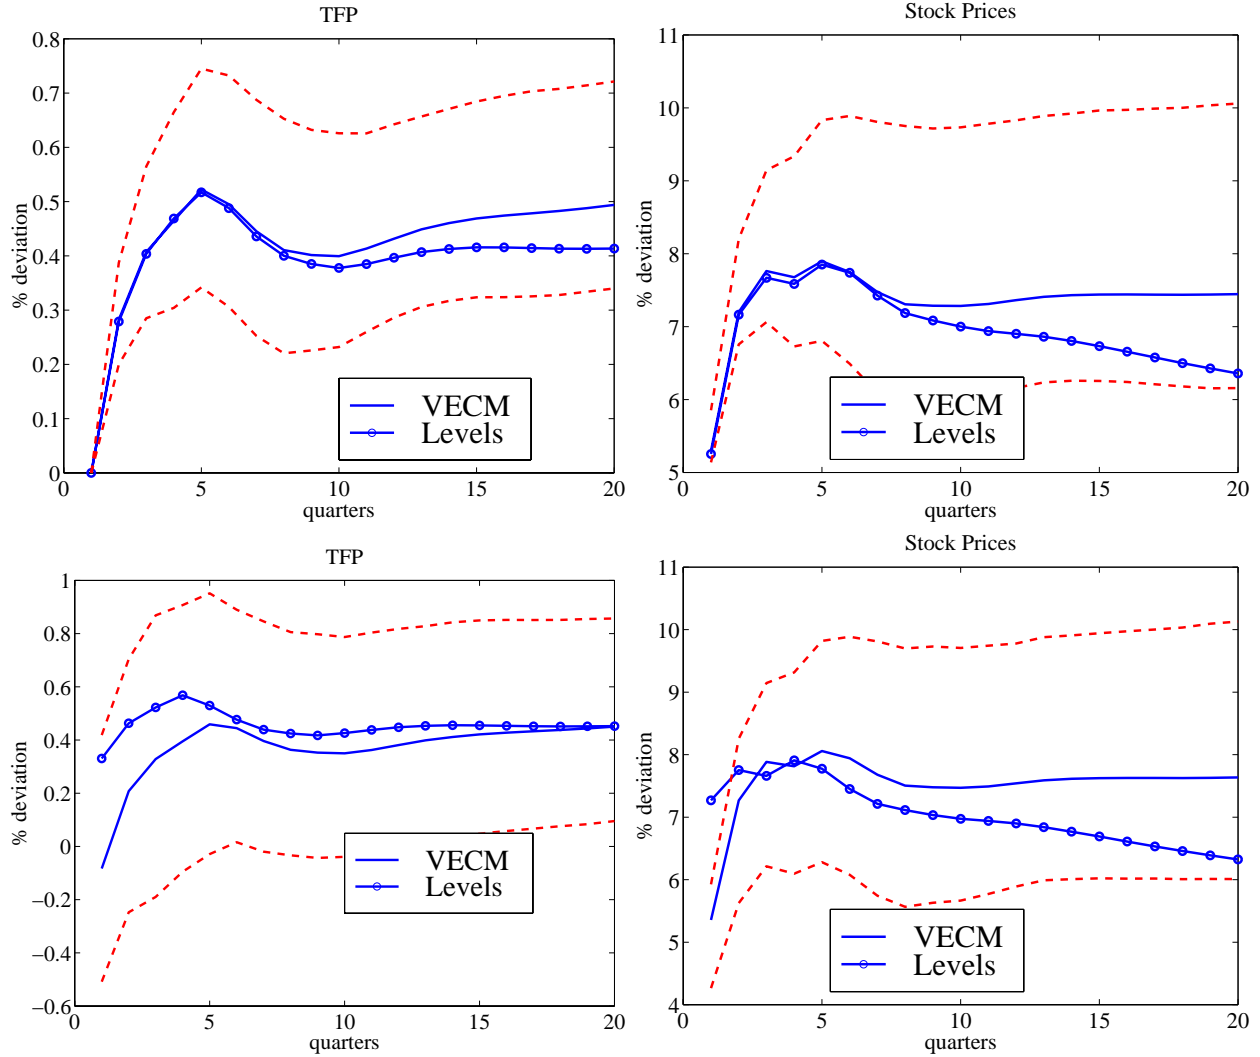 TFP
0.8
0.7
0.6
0.5
0.4
0.3
0.2
0.1
0
% deviation
VECM
Levels
0 5 10 15 20
quarters
Stock Prices
11
10
9
8
7
6
5
% deviation
VECM
Levels
0 5 10 15 20
quarters
TFP
1
0.8
0.6
0.4
0.2
0
−0.2
−0.4
−0.6
% deviation
VECM
Levels
0 5 10 15 20
quarters
Stock Prices
11
10
9
8
7
6
5
4
% deviation
VECM
Levels
0 5 10 15 20
quarters